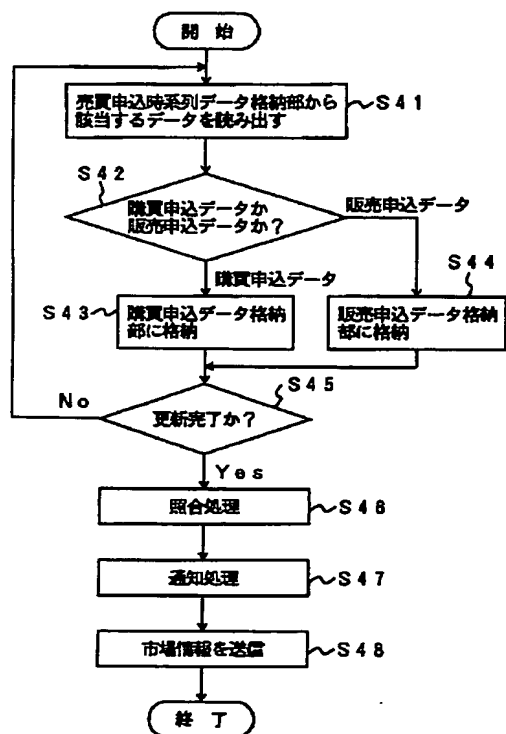 開 始
売買申込時系列データ格納部から
該当するデータを読み出す
S41
S42
購買申込データか
販売申込データか?
販売申込データ
購買申込データ
S44
S43
購買申込データ格納
部に格納
販売申込データ格納
部に格納
S45
No
更新完了か?
Yes
照合処理
S46
通知処理
S47
市場情報を送信
S48
終 了